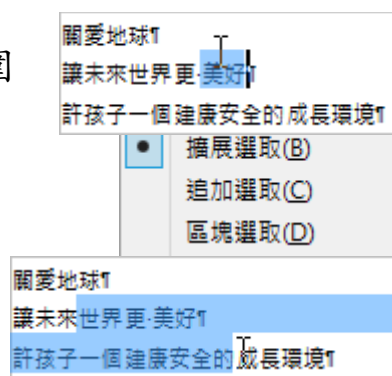 關愛地球¶
讓未來世界更·美好¶
許孩子一個建康安全的成長環境¶
擴展選取(B)
追加選取(C)
區塊選取(D)
關愛地球¶
讓未來世界更·美好¶
許孩子一個建康安全的成長環境¶